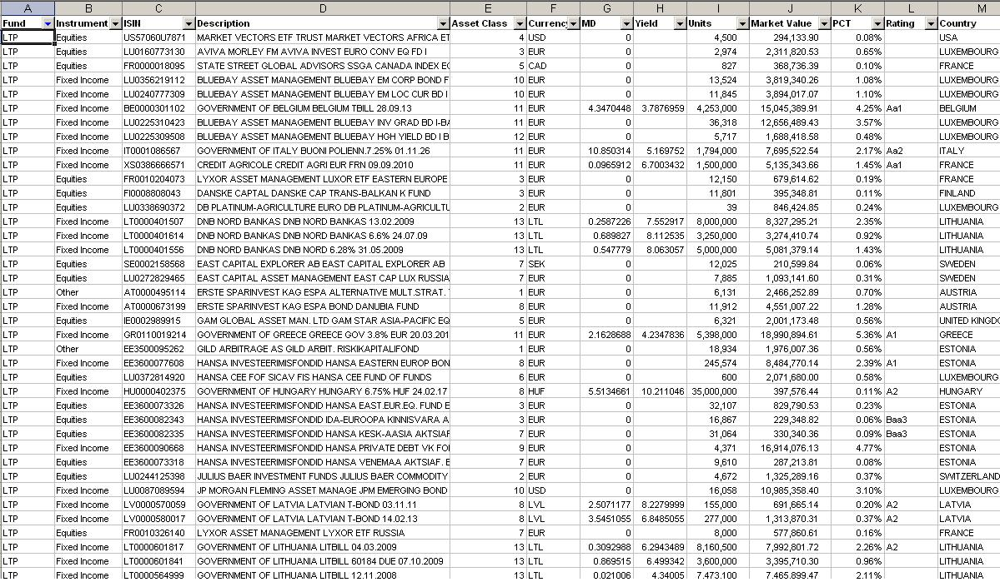 A B C D E F G H I J K L M
Fund Instrument ISIN Description Asset Class Currency MD Yield Units Market Value PCT Rating Country
LTP Equities US57060U7871 MARKET VECTORS ETF TRUST MARKET VECTORS AFRICA ET 4 USD 0 4,500 294,133.90 0.08% USA
LTP Equities LU0160773130 AVIVA MORLEY FM AVIVA INVEST EURO CONV EQ FD I 3 EUR 0 2,974 2,311,820.53 0.65% LUXEMBOURG
LTP Equities FR0000018095 STATE STREET GLOBAL ADVISORS SSGA CANADA INDEX EQ 5 CAD 0 827 368,736.39 0.10% FRANCE
LTP Fixed Income LU0356219112 BLUEBAY ASSET MANAGEMENT BLUEBAY EM CORP BOND F 10 EUR 0 13,524 3,819,340.26 1.08% LUXEMBOURG
LTP Fixed Income LU0240777309 BLUEBAY ASSET MANAGEMENT BLUEBAY EM LOC CUR BD I 10 EUR 0 11,845 3,894,017.07 1.10% LUXEMBOURG
LTP Fixed Income BE0000301102 GOVERNMENT OF BELGIUM BELGIUM TBILL 28.09.13 11 EUR 4.3470448 3.7876959 4,253,000 15,045,389.91 4.25% Aa1 BELGIUM
LTP Fixed Income LU0225310423 BLUEBAY ASSET MANAGEMENT BLUEBAY INV GRAD BD I-BA 11 EUR 0 36,318 12,656,489.43 3.57% LUXEMBOURG
LTP Fixed Income LU0225309508 BLUEBAY ASSET MANAGEMENT BLUEBAY HGH YIELD BD I B 12 EUR 0 5,717 1,688,418.58 0.48% LUXEMBOURG
LTP Fixed Income IT0001086567 GOVERNMENT OF ITALY BUONI POLIENN.7.25% 01.11.26 11 EUR 10.850314 5.169752 1,794,000 7,695,522.54 2.17% Aa2 ITALY
LTP Fixed Income XS0386666571 CREDIT AGRICOLE CREDIT AGRI EUR FRN 09.09.2010 11 EUR 0.0965912 6.7003432 1,500,000 5,135,343.66 1.45% Aa1 FRANCE
LTP Equities FR0010204073 LYXOR ASSET MANAGEMENT LUXOR ETF EASTERN EUROPE 3 EUR 0 12,150 679,614.62 0.19% FRANCE
LTP Equities FI0008808043 DANSKE CAPTAL DANSKE CAP TRANS-BALKAN K FUND 3 EUR 0 11,801 395,348.81 0.11% FINLAND
LTP Equities LU0338690372 DB PLATINUM-AGRICULTURE EURO DB PLATINUM-AGRICULTU 2 EUR 0 39 846,424.85 0.24% LUXEMBOURG
LTP Fixed Income LT0000401507 DNB NORD BANKAS DNB NORD BANKAS 13.02.2009 13 LTL 0.2587226 7.552917 8,000,000 8,327,295.21 2.35% LITHUANIA
LTP Fixed Income LT0000401614 DNB NORD BANKAS DNB NORD BANKAS 6.6% 24.07.09 13 LTL 0.689827 8.112535 3,250,000 3,274,410.74 0.92% LITHUANIA
LTP Fixed Income LT0000401556 DNB NORD BANKAS DNB NORD 6.28% 31.05.2009 13 LTL 0.547779 8.063057 5,000,000 5,081,379.14 1.43% LITHUANIA
LTP Equities SE0002158568 EAST CAPITAL EXPLORER AB EAST CAPITAL EXPLORER AB 7 SEK 0 12,025 210,599.84 0.06% SWEDEN
LTP Equities LU0272829465 EAST CAPITAL ASSET MANAGEMENT EAST CAP LUX RUSSIA 7 EUR 0 7,885 1,093,141.60 0.31% SWEDEN
LTP Other AT0000495114 ERSTE SPARINVEST KAG ESPA ALTERNATIVE MULT.STRAT. 1 EUR 0 6,131 2,466,252.89 0.70% AUSTRIA
LTP Fixed Income AT0000673199 ERSTE SPARINVEST KAG ESPA BOND DANUBIA FUND 8 EUR 0 11,912 4,551,007.22 1.28% AUSTRIA
LTP Equities IE0002989915 GAM GLOBAL ASSET MAN. LTD GAM STAR ASIA-PACIFIC EQ 5 EUR 0 6,321 2,001,173.48 0.56% UNITED KINGDO
LTP Fixed Income GR0110019214 GOVERNMENT OF GREECE GREECE GOV 3.8% EUR 20.03.201 11 EUR 2.1628688 4.2347836 5,398,000 18,990,894.61 5.36% A1 GREECE
LTP Other EE3500095262 GILD ARBITRAGE AS GILD ARBIT. RISKIKAPITALIFOND 1 EUR 0 18,934 1,976,007.36 0.56% ESTONIA
LTP Fixed Income EE3600077608 HANSA INVESTEERIMISFONDID HANSA EASTERN EUROP BON 8 EUR 0 245,574 8,484,770.14 2.39% A1 ESTONIA
LTP Equities LU0372814920 HANSA CEE FOF SICAV FIS HANSA CEE FUND OF FUNDS 6 EUR 0 600 2,071,680.00 0.58% LUXEMBOURG
LTP Fixed Income HU0000402375 GOVERNMENT OF HUNGARY HUNGARY 6.75% HUF 24.02.17 8 HUF 5.5134661 10.211046 35,000,000 397,576.44 0.11% A2 HUNGARY
LTP Equities EE3600073326 HANSA INVESTEERIMISFONDID HANSA EAST.EUR.EQ. FUND E 3 EUR 0 32,107 829,790.53 0.23% ESTONIA
LTP Equities EE3600082343 HANSA INVESTEERIMISFONDID IDA-EUROOPA KINNISVARA A 3 EUR 0 16,867 229,348.82 0.06% Baa3 ESTONIA
LTP Equities EE3600082335 HANSA INVESTEERIMISFONDID HANSA KESK-AASIA AKTSIAF 7 EUR 0 31,064 330,340.36 0.09% Baa3 ESTONIA
LTP Fixed Income EE3600090668 HANSA INVESTEERIMISFONDID HANSA PRIVATE DEBT VK FO 9 EUR 0 4,371 16,914,076.13 4.77% ESTONIA
LTP Equities EE3600073318 HANSA INVESTEERIMISFONDID HANSA VENEMAA AKTSIAF. E 7 EUR 0 9,610 287,213.81 0.08% ESTONIA
LTP Equities LU0244125398 JULIUS BAER INVESTMENT FUNDS JULIUS BAER COMMODITY 2 EUR 0 4,672 1,325,289.16 0.37% SWITZERLAND
LTP Fixed Income LU0087089594 JP MORGAN FLEMING ASSET MANAGE JPM EMERGING BOND 10 USD 0 16,058 10,985,358.40 3.10% LUXEMBOURG
LTP Fixed Income LV0000570059 GOVERNMENT OF LATVIA LATVIAN T-BOND 03.11.11 8 LVL 2.5071177 8.2279999 155,000 691,665.14 0.20% A2 LATVIA
LTP Fixed Income LV0000580017 GOVERNMENT OF LATVIA LATVIAN T-BOND 14.02.13 8 LVL 3.5451055 6.8485055 277,000 1,313,870.31 0.37% A2 LATVIA
LTP Equities FR0010326140 LYXOR ASSET MANAGEMENT LYXOR ETF RUSSIA 7 EUR 0 8,000 577,860.61 0.16% FRANCE
LTP Fixed Income LT0000601817 GOVERNMENT OF LITHUANIA LITBILL 04.03.2009 13 LTL 0.3092988 6.2943489 8,160,500 7,992,801.72 2.26% A2 LITHUANIA
LTP Fixed Income LT0000601841 GOVERNMENT OF LITHUANIA LITBILL 60184 DUE 07.10.2009 13 LTL 0.869515 6.499342 3,600,000 3,395,710.30 0.96% LITHUANIA
LTP Fixed Income LT0000564999 GOVERNMENT OF LITHUANIA LITBILL 12.11.2008 13 LTL 0.021006 4.34005 7,473,100 7,465,899.47 2.11% LITHUANIA